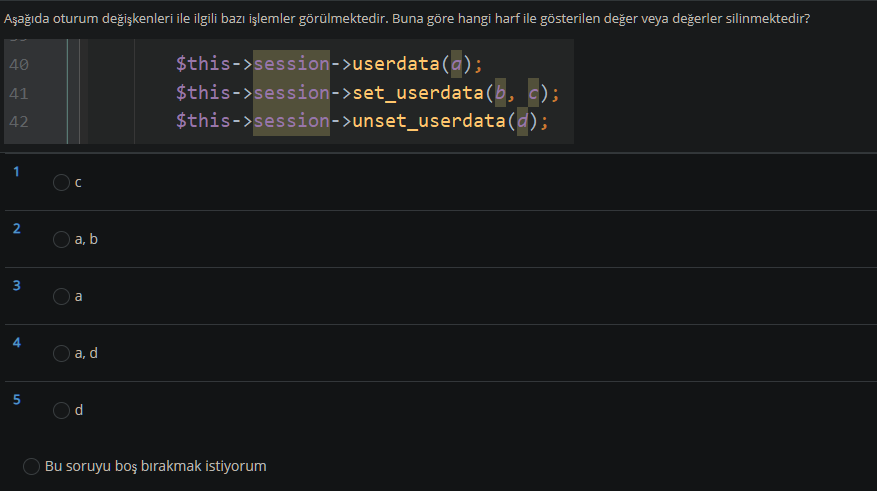 Aşağıda oturum değişkenleri ile ilgili bazı işlemler görülmektedir. Buna göre hangi harf ile gösterilen değer veya değerler silinmektedir?
40 $this->session->userdata(a);
41 $this->session->set_userdata(b, c);
42 $this->session->unset_userdata(d);
1 c
2 a, b
3 a
4 a, d
5 d
Bu soruyu boş bırakmak istiyorum